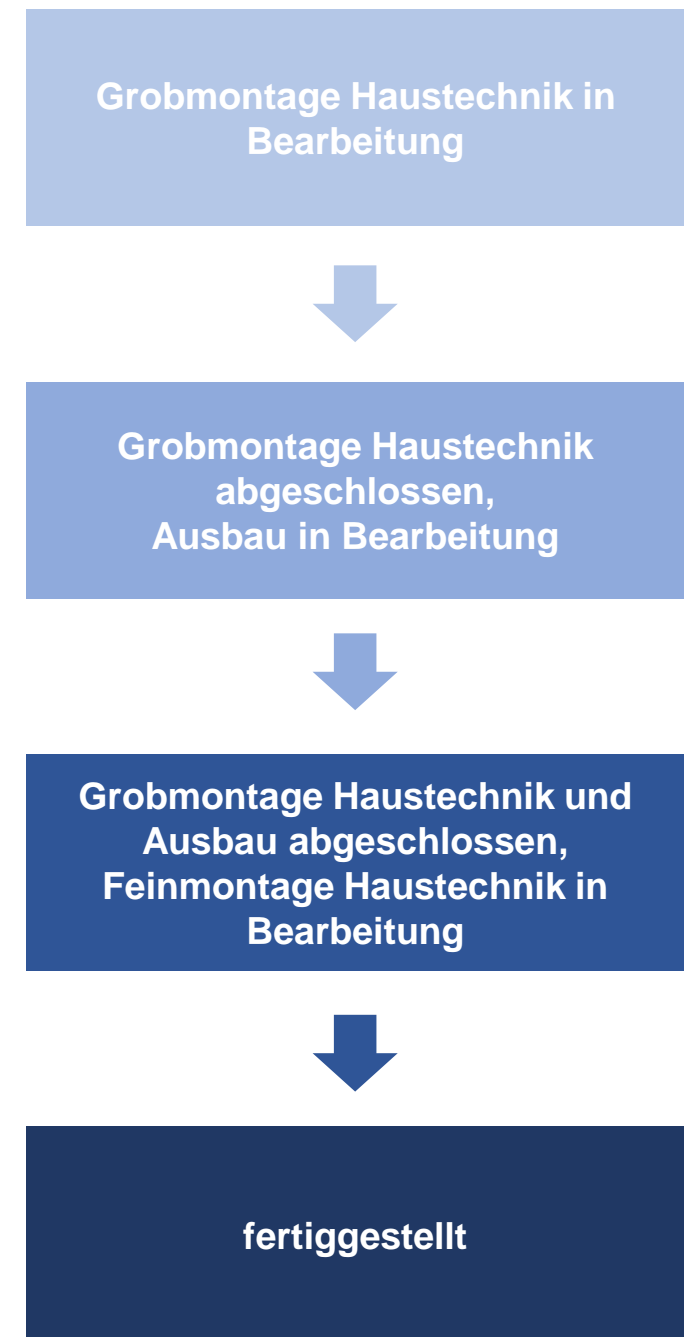 Grobmontage Haustechnik in
Bearbeitung
Grobmontage Haustechnik
abgeschlossen,
Ausbau in Bearbeitung
Grobmontage Haustechnik und
Ausbau abgeschlossen,
Feinmontage Haustechnik in
Bearbeitung
fertiggestellt